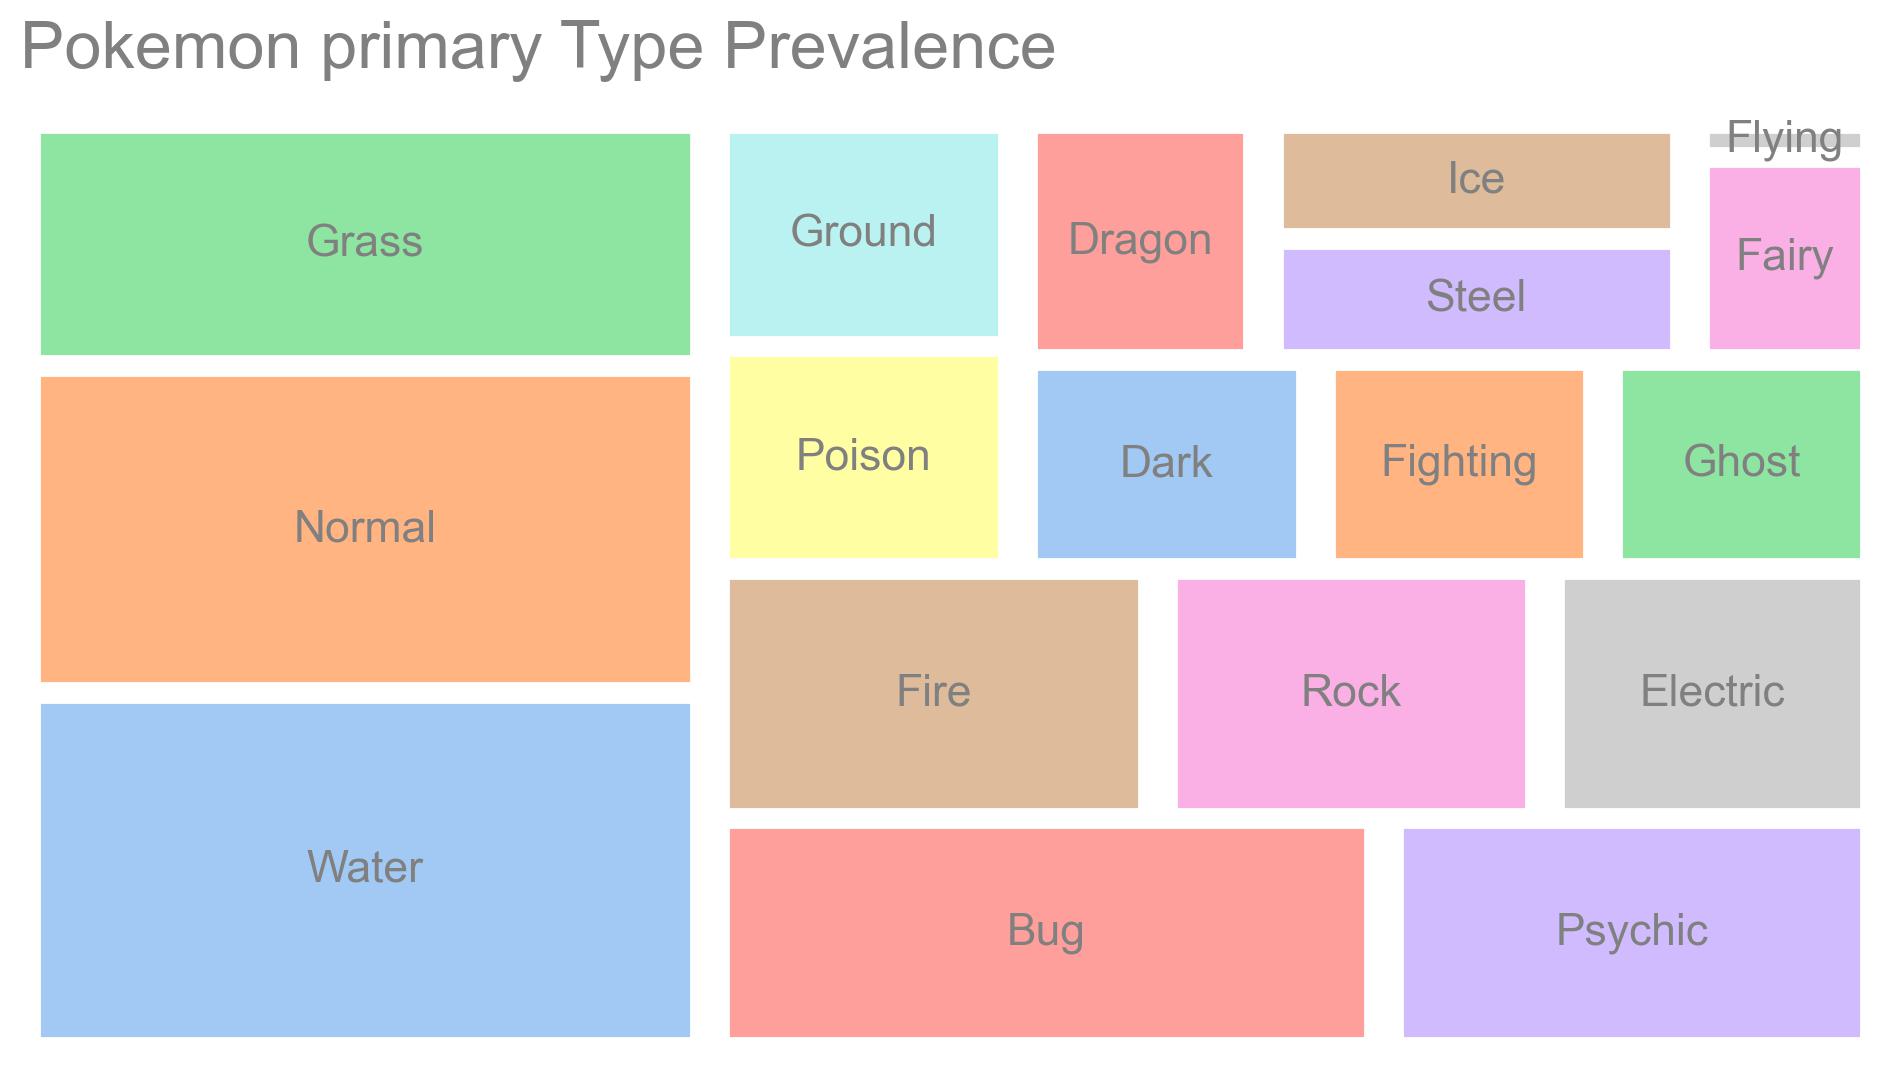 Pokemon primary Type Prevalence
Flying
Ice
Grass
Ground
Dragon
Fairy
Steel
Poison
Dark
Fighting
Ghost
Normal
Fire
Rock
Electric
Water
Bug
Psychic